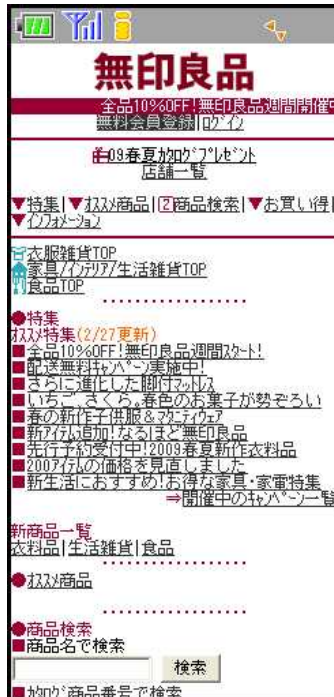 無印良品
全品10%OFF!無印良品週間開催中
無料会員登録|ﾛｸﾞｲﾝ
09春夏ｶﾀﾛｸﾞﾌﾟﾚｾﾞﾝﾄ
店舗一覧
▼特集|▼ｵｽｽﾒ商品|2商品検索|▼お買い得|
▼ｲﾝﾌｫﾒｰｼｮﾝ
衣服雑貨TOP
家具/ｲﾝﾃﾘｱ/生活雑貨TOP
食品TOP
●特集
ｵｽｽﾒ特集(2/27更新)
■全品10%OFF!無印良品週間ｽﾀｰﾄ!
■配送無料ｷｬﾝﾍﾟｰﾝ実施中!
■さらに進化した脚付ﾏｯﾄﾚｽ
■いちご、さくら。春色のお菓子が勢ぞろい
■春の新作子供服&ﾏﾀﾆﾃｨｳｪｱ
■新ｱｲﾃﾑ追加!なるほど無印良品
■先行予約受付中!2009春夏新作衣料品
■200ｱｲﾃﾑの価格を見直しました
■新生活におすすめ!お得な家具･家電特集
⇒開催中のｷｬﾝﾍﾟｰﾝ一覧
新商品一覧
衣料品|生活雑貨|食品
●ｵｽｽﾒ商品
●商品検索
■商品名で検索
検索
■ｶﾀﾛｸﾞ商品番号で検索